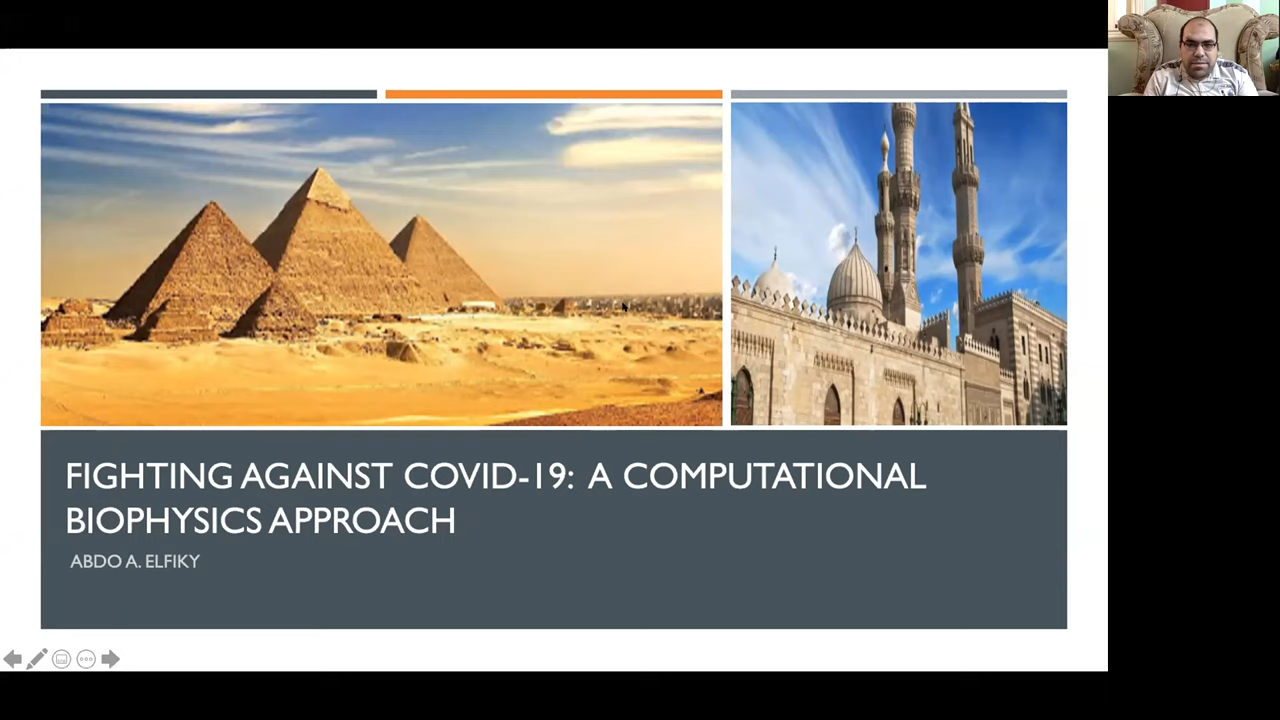 FIGHTING AGAINST COVID-19: A COMPUTATIONAL
BIOPHYSICS APPROACH
ABDO A. ELFIKY